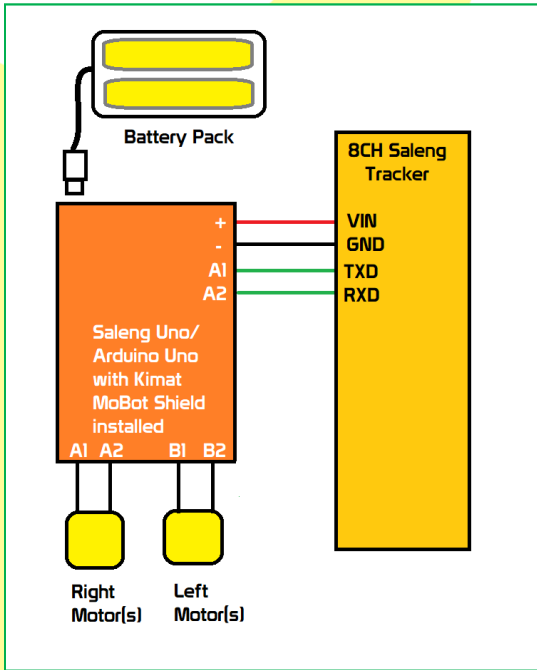 Battery Pack
8CH Saleng
Tracker
+
VIN
-
GND
A1
TXD
A2
RXD
Saleng Uno/
Arduino Uno
with Kimat
MoBot Shield
installed
A1 A2 B1 B2
Right
Motor(s)
Left
Motor(s)